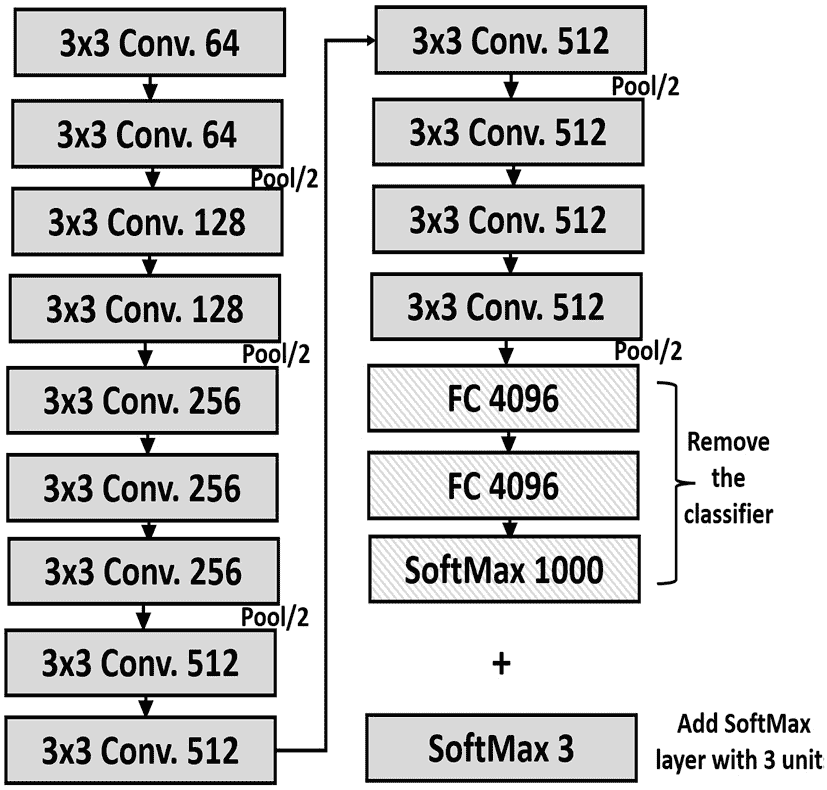 3x3 Conv. 64
3x3 Conv. 64
Pool/2
3x3 Conv. 128
3x3 Conv. 128
Pool/2
3x3 Conv. 256
3x3 Conv. 256
3x3 Conv. 256
Pool/2
3x3 Conv. 512
3x3 Conv. 512
3x3 Conv. 512
Pool/2
3x3 Conv. 512
3x3 Conv. 512
3x3 Conv. 512
Pool/2
FC 4096
FC 4096
SoftMax 1000
Remove
the
classifier
+
SoftMax 3
Add SoftMax
layer with 3 unit